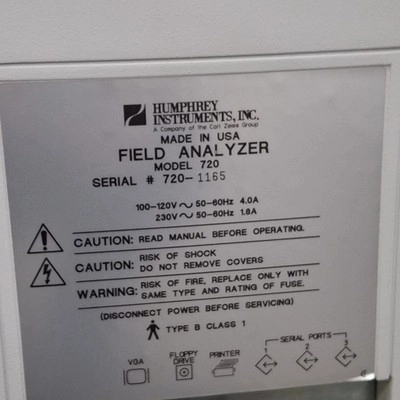 HUMPHREY
INSTRUMENTS, INC.
A Company of the Carl Zeiss Group
MADE IN USA
FIELD ANALYZER
MODEL 720
SERIAL # 720-1165
100-120V ~ 50-60Hz 4.0A
230V ~ 50-60Hz 1.8A
CAUTION: READ MANUAL BEFORE OPERATING.
CAUTION: RISK OF SHOCK
DO NOT REMOVE COVERS
WARNING: RISK OF FIRE, REPLACE ONLY WITH
SAME TYPE AND RATING OF FUSE.
(DISCONNECT POWER BEFORE SERVICING)
TYPE B CLASS 1
SERIAL PORTS
VGA FLOPPY DRIVE PRINTER 1 2 3